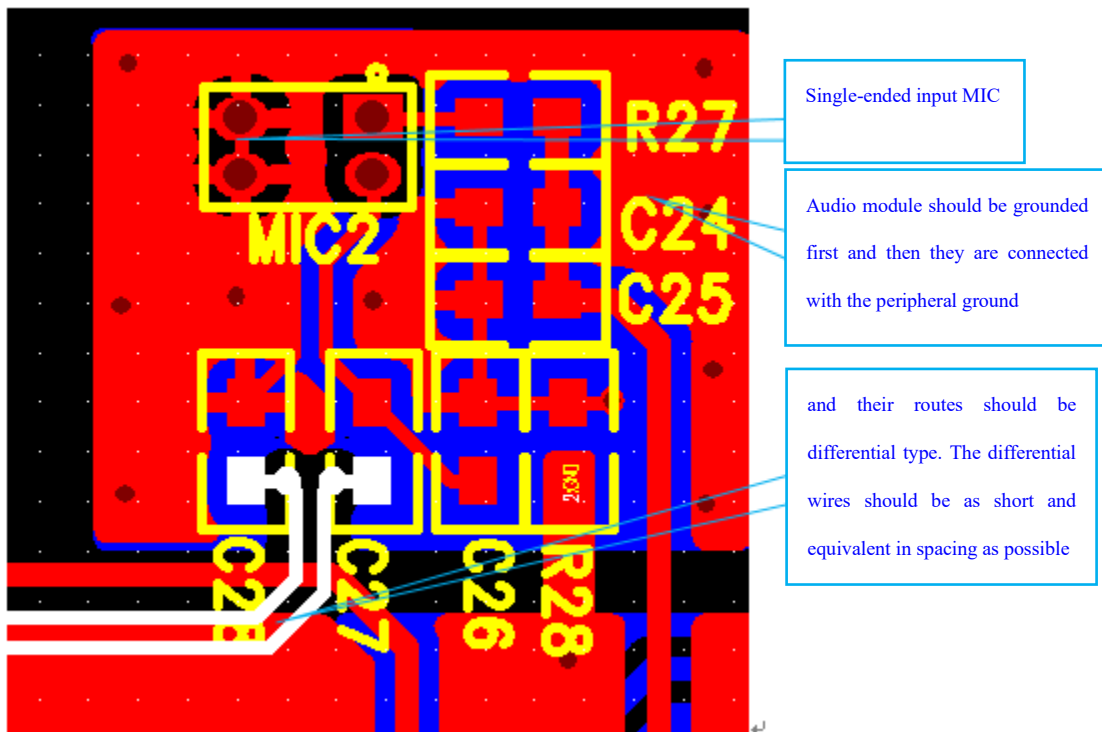 Single-ended input MIC
R27
Audio module should be grounded
first and then they are connected
with the peripheral ground
C24
MIC2
C25
and their routes should be
differential type. The differential
wires should be as short and
equivalent in spacing as possible
2:GND
C28
C27
C26
R28